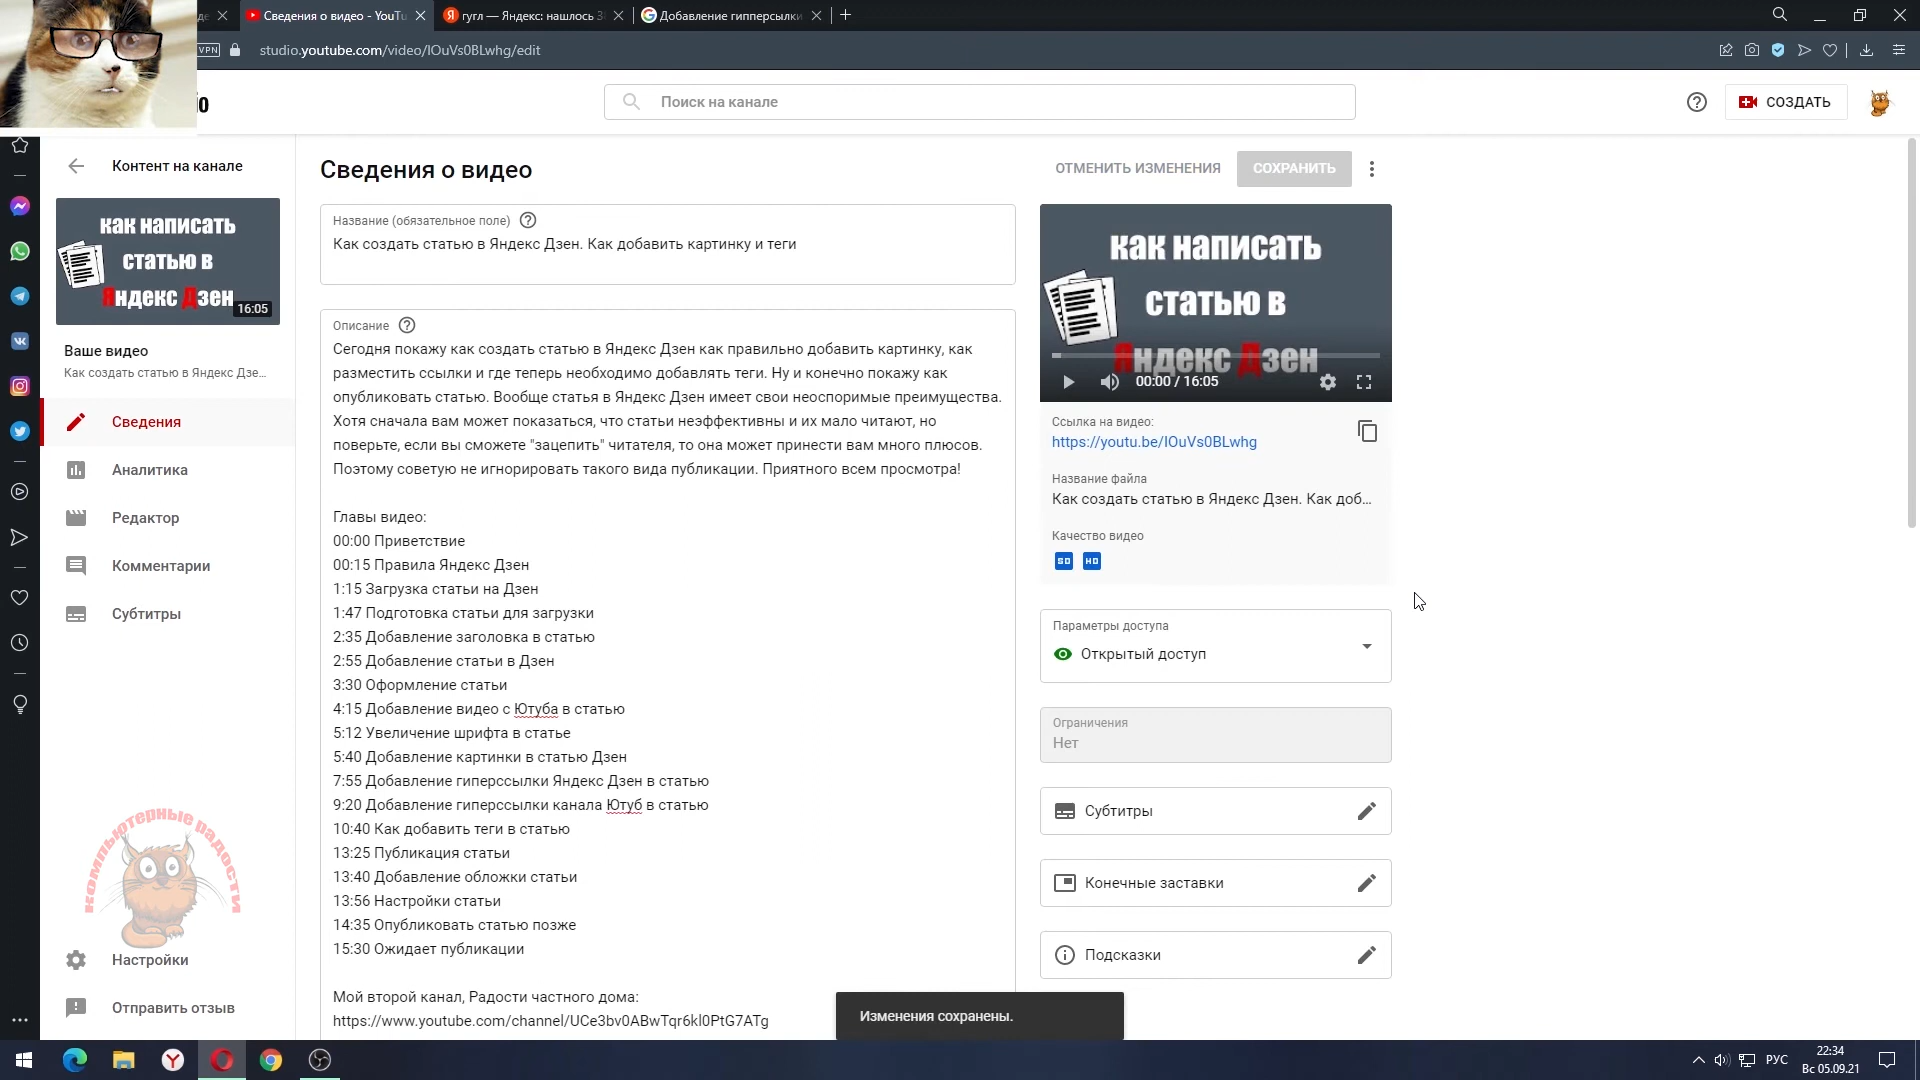 Сведения о видео - YouTu
гугл — Яндекс: нашлось 3
Добавление гипперсылки
VPN
studio.youtube.com/video/IOuVs0BLwhg/edit
Поиск на канале
СОЗДАТЬ
Контент на канале
как написать
статью в
Яндекс Дзен
16:05
Ваше видео
Как создать статью в Яндекс Дзе...
Сведения
Аналитика
Редактор
Комментарии
Субтитры
компьютерные радости
Настройки
Отправить отзыв
Сведения о видео
ОТМЕНИТЬ ИЗМЕНЕНИЯ
СОХРАНИТЬ
Название (обязательное поле)
Как создать статью в Яндекс Дзен. Как добавить картинку и теги
Описание
Сегодня покажу как создать статью в Яндекс Дзен как правильно добавить картинку, как
разместить ссылки и где теперь необходимо добавлять теги. Ну и конечно покажу как
опубликовать статью. Вообще статья в Яндекс Дзен имеет свои неоспоримые преимущества.
Хотя сначала вам может показаться, что статьи неэффективны и их мало читают, но
поверьте, если вы сможете "зацепить" читателя, то она может принести вам много плюсов.
Поэтому советую не игнорировать такого вида публикации. Приятного всем просмотра!
Главы видео:
00:00 Приветствие
00:15 Правила Яндекс Дзен
1:15 Загрузка статьи на Дзен
1:47 Подготовка статьи для загрузки
2:35 Добавление заголовка в статью
2:55 Добавление статьи в Дзен
3:30 Оформление статьи
4:15 Добавление видео с Ютуба в статью
5:12 Увеличение шрифта в статье
5:40 Добавление картинки в статью Дзен
7:55 Добавление гиперссылки Яндекс Дзен в статью
9:20 Добавление гиперссылки канала Ютуб в статью
10:40 Как добавить теги в статью
13:25 Публикация статьи
13:40 Добавление обложки статьи
13:56 Настройки статьи
14:35 Опубликовать статью позже
15:30 Ожидает публикации
Мой второй канал, Радости частного дома:
https://www.youtube.com/channel/UCe3bv0ABwTqr6kl0PtG7ATg
как написать
статью в
Яндекс Дзен
00:00 / 16:05
Ссылка на видео:
https://youtu.be/IOuVs0BLwhg
Название файла
Как создать статью в Яндекс Дзен. Как доб...
Качество видео
SD HD
Параметры доступа
Открытый доступ
Ограничения
Нет
Субтитры
Конечные заставки
Подсказки
Изменения сохранены.
РУС
22:34
Вс 05.09.21